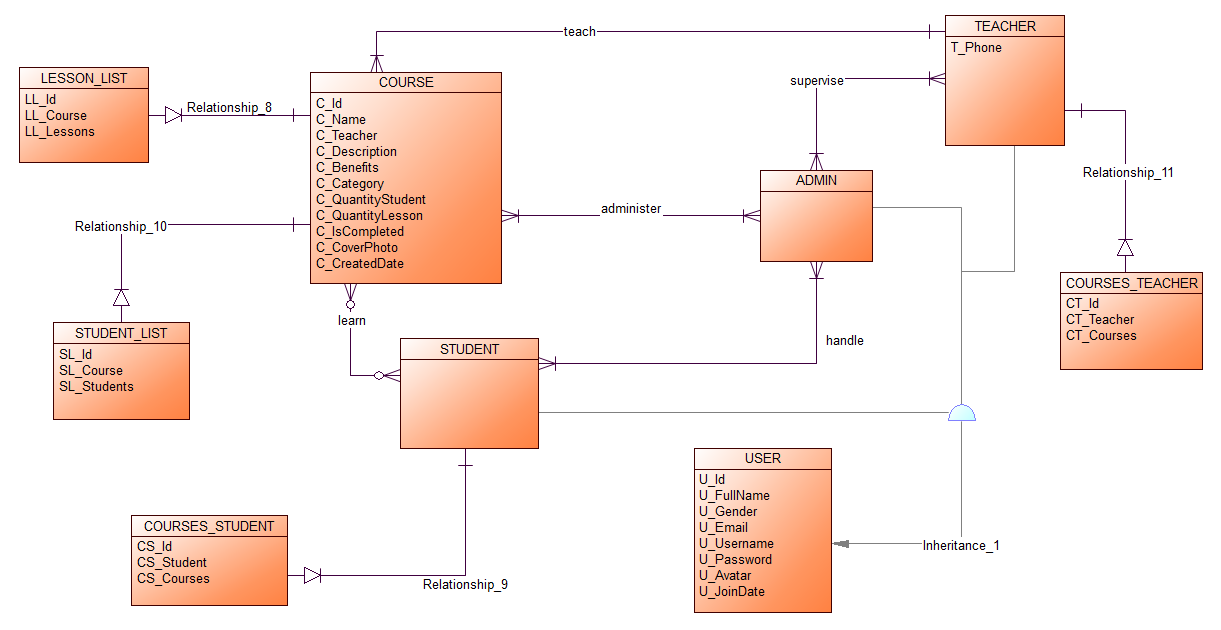 teach
TEACHER
T_Phone
LESSON_LIST
LL_Id
LL_Course
LL_Lessons
Relationship_8
COURSE
C_Id
C_Name
C_Teacher
C_Description
C_Benefits
C_Category
C_QuantityStudent
C_QuantityLesson
C_IsCompleted
C_CoverPhoto
C_CreatedDate
supervise
ADMIN
Relationship_11
administer
Relationship_10
COURSES_TEACHER
CT_Id
CT_Teacher
CT_Courses
STUDENT_LIST
SL_Id
SL_Course
SL_Students
learn
STUDENT
handle
USER
U_Id
U_FullName
U_Gender
U_Email
U_Username
U_Password
U_Avatar
U_JoinDate
Inheritance_1
COURSES_STUDENT
CS_Id
CS_Student
CS_Courses
Relationship_9